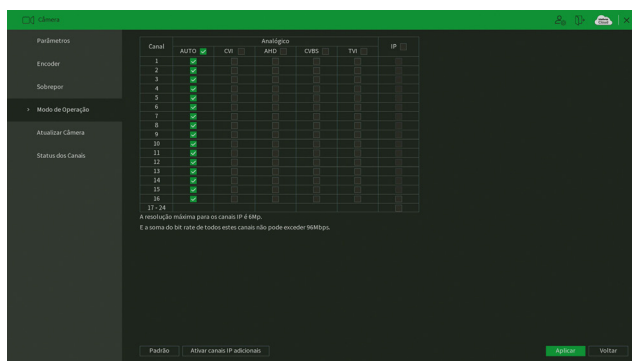 Câmera
Parâmetros
Encoder
Sobrepor
Modo de Operação
Atualizar Câmera
Status dos Canais
Canal Analógico IP
AUTO CVI AHD CVBS TVI
1
2
3
4
5
6
7
8
9
10
11
12
13
14
15
16
17 - 24
A resolução máxima para os canais IP é 6Mp.
E a soma do bit rate de todos estes canais não pode exceder 96Mbps.
Padrão Ativar canais IP adicionais Aplicar Voltar